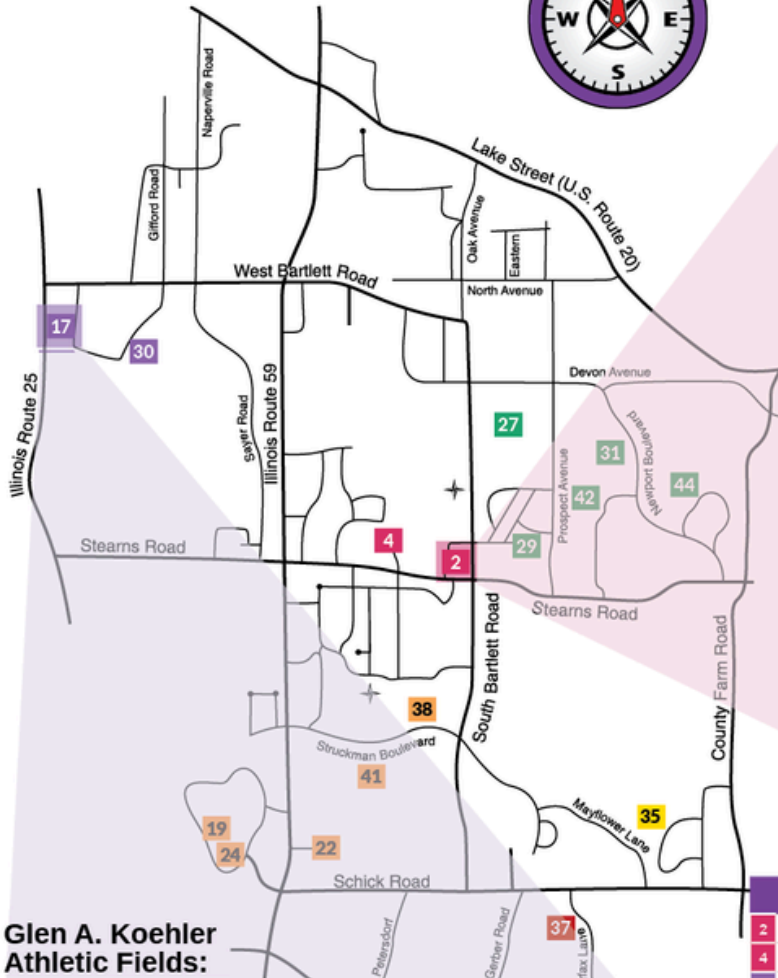 W E
S
Naperville Road
Lake Street (U.S. Route 20)
Gifford Road
Oak Avenue
Eastern
West Bartlett Road
North Avenue
17
30
Devon Avenue
Illinois Route 25
Sayer Road
Illinois Route 59
27
31
Newport Boulevard
44
42
Prospect Avenue
4
29
2
Stearns Road
Stearns Road
South Bartlett Road
County Farm Road
38
Struckman Boulevard
41
35
Mayflower Lane
19
24
22
Schick Road
37
Petersdorf
Gerber Road
fax Lane
2
4
Glen A. Koehler
Athletic Fields: